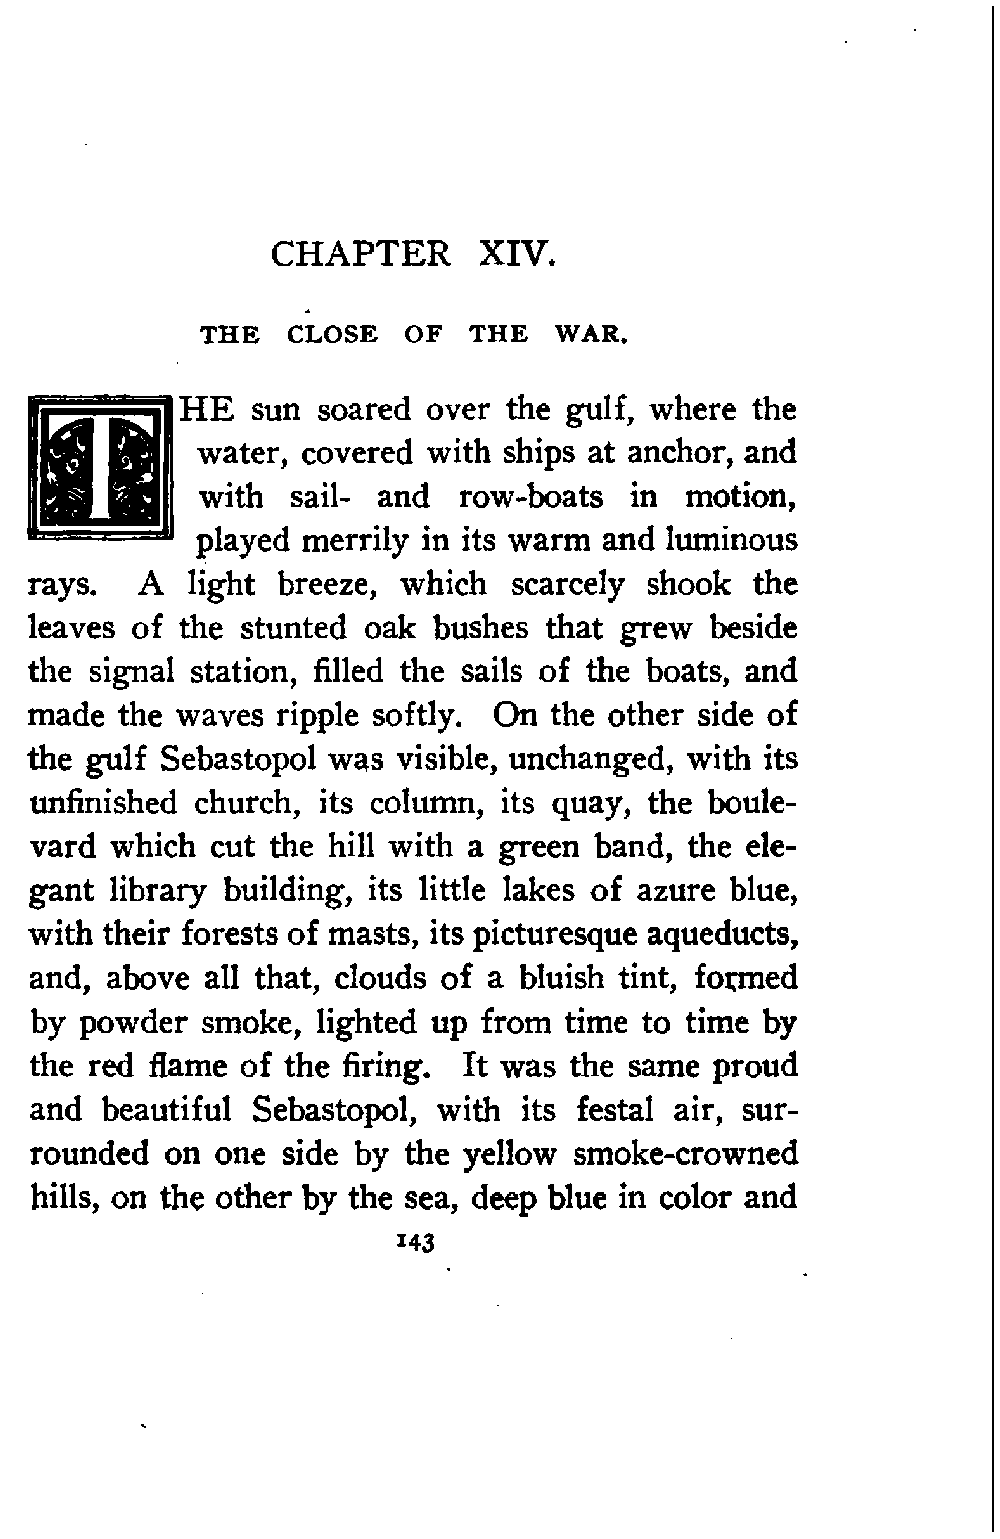 CHAPTER XIV.
THE CLOSE OF THE WAR.
THE sun soared over the gulf, where the
water, covered with ships at anchor, and
with sail- and row-boats in motion,
played merrily in its warm and luminous
rays. A light breeze, which scarcely shook the
leaves of the stunted oak bushes that grew beside
the signal station, filled the sails of the boats, and
made the waves ripple softly. On the other side of
the gulf Sebastopol was visible, unchanged, with its
unfinished church, its column, its quay, the boule-
vard which cut the hill with a green band, the ele-
gant library building, its little lakes of azure blue,
with their forests of masts, its picturesque aqueducts,
and, above all that, clouds of a bluish tint, formed
by powder smoke, lighted up from time to time by
the red flame of the firing. It was the same proud
and beautiful Sebastopol, with its festal air, sur-
rounded on one side by the yellow smoke-crowned
hills, on the other by the sea, deep blue in color and
143